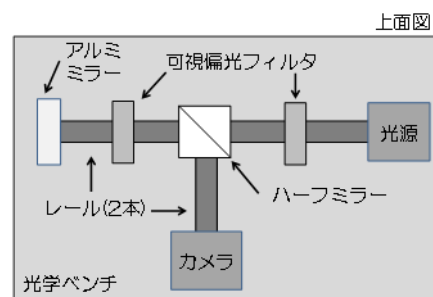 上面図
アルミ
ミラー
可視偏光フィルタ
光源
レール(2本)
ハーフミラー
カメラ
光学ベンチ